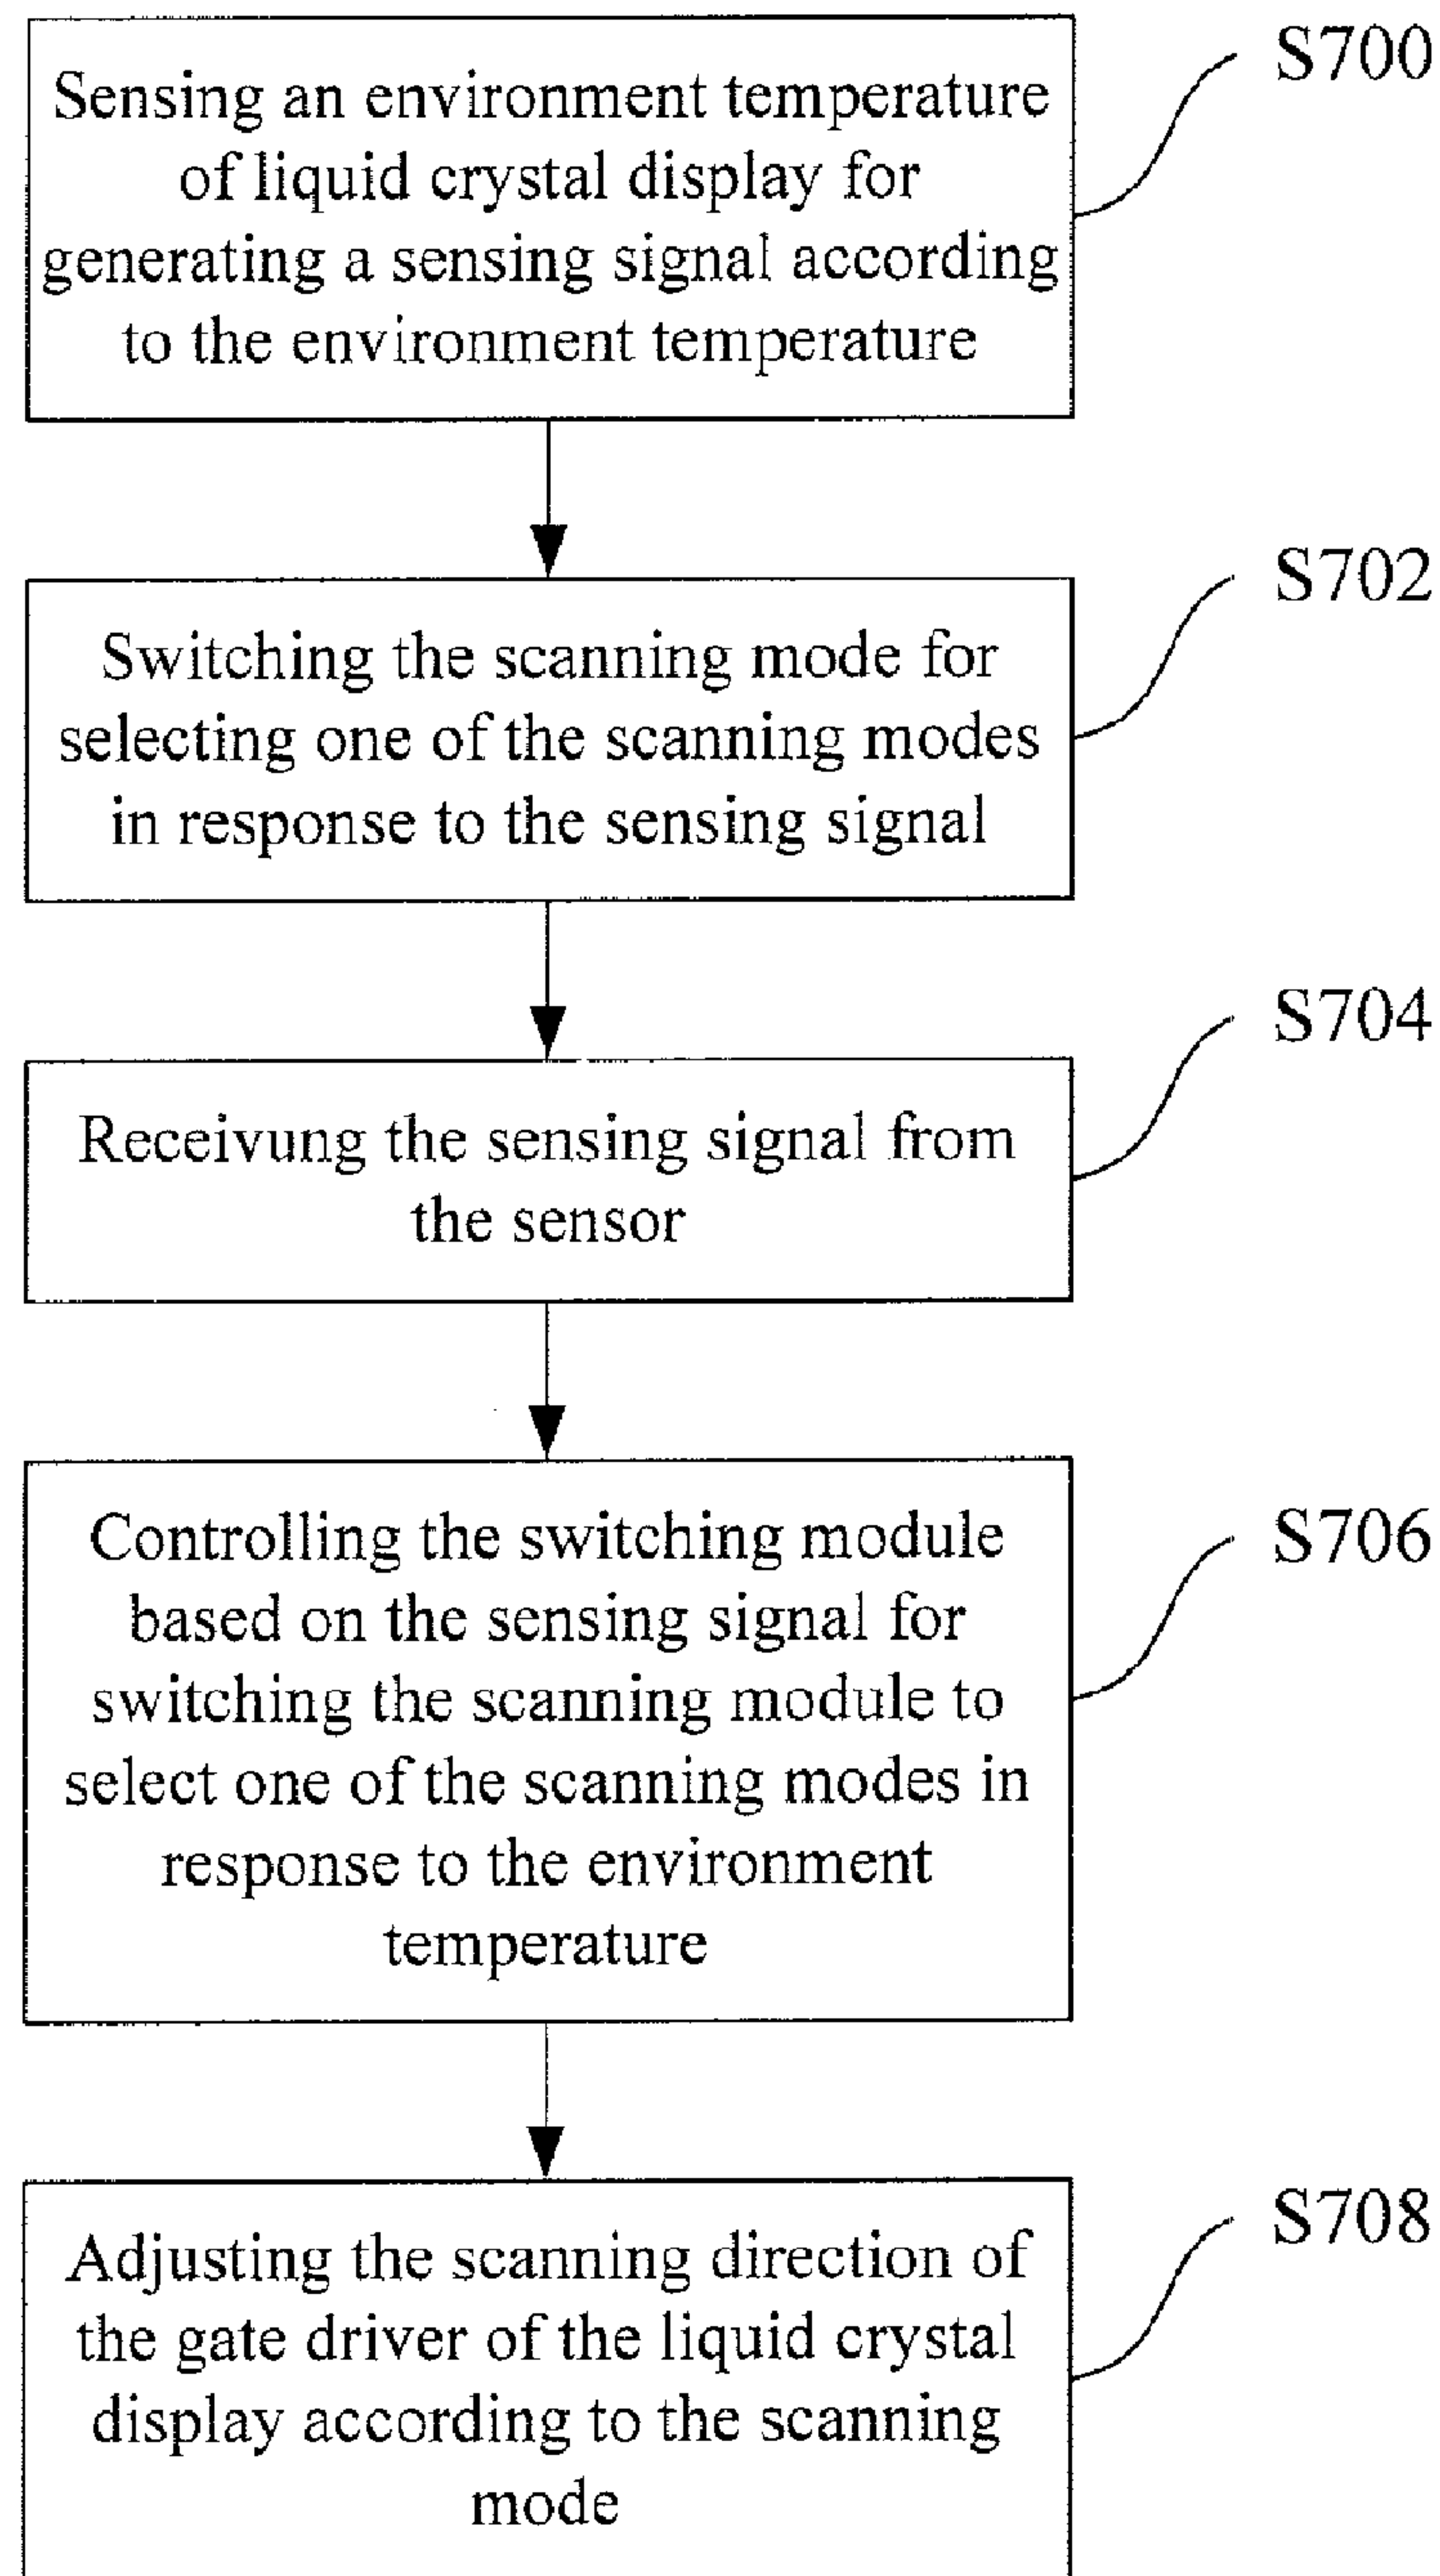 Sensing an environment temperature
of liquid crystal display for
generating a sensing signal according
to the environment temperature
S700
Switching the scanning mode for
selecting one of the scanning modes
in response to the sensing signal
S702
Receivung the sensing signal from
the sensor
S704
Controlling the switching module
based on the sensing signal for
switching the scanning module to
select one of the scanning modes in
response to the environment
temperature
S706
Adjusting the scanning direction of
the gate driver of the liquid crystal
display according to the scanning
mode
S708